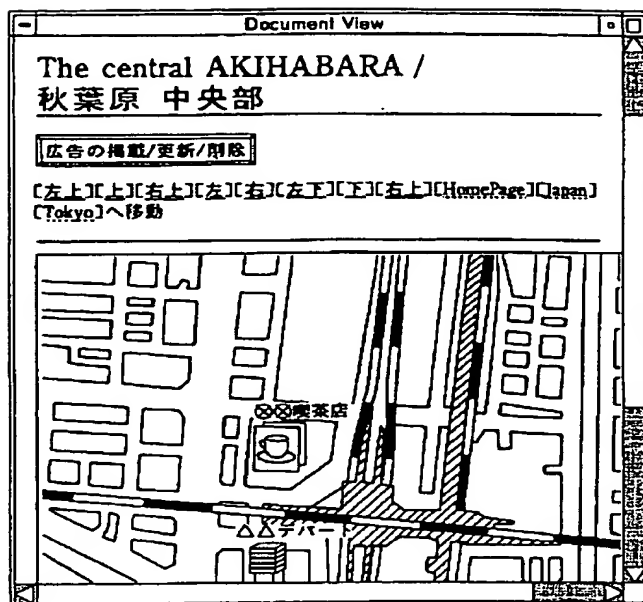 Document View
The central AKIHABARA /
秋葉原 中央部
広告の掲載/更新/削除
[左上][上][右上][左][右][左下][下][右上][HomePage][Japan]
[Tokyo]へ移動
⊗⊗喫茶店
△△デパート